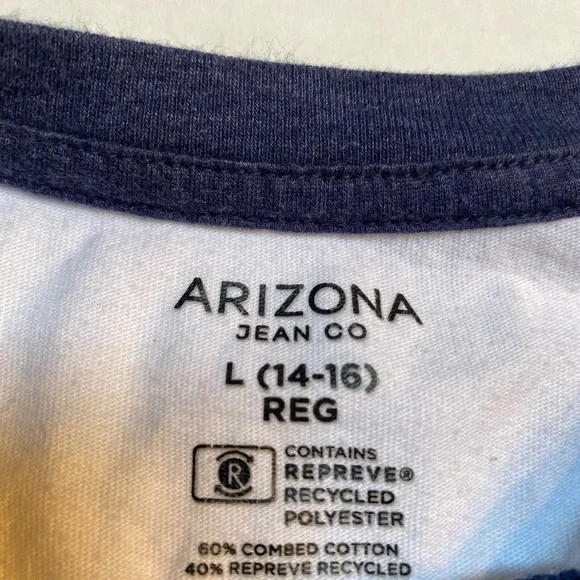 ARIZONA
JEAN CO
L (14-16)
REG
R
CONTAINS
REPREVE®
RECYCLED
POLYESTER
60% COMBED COTTON
40% REPREVE RECYCLED